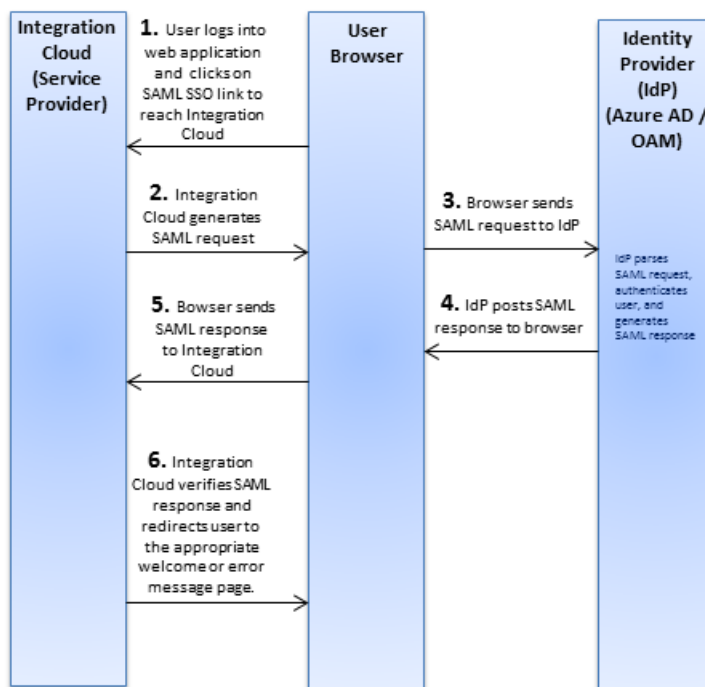 Integration
Cloud
(Service
Provider)
1. User logs into
web application
and clicks on
SAML SSO link to
reach Integration
Cloud
User
Browser
Identity
Provider
(IdP)
(Azure AD /
OAM)
2. Integration
Cloud generates
SAML request
3. Browser sends
SAML request to IdP
IdP parses
SAML request,
authenticates
user, and
generates
SAML response
4. IdP posts SAML
response to browser
5. Bowser sends
SAML response
to Integration
Cloud
6. Integration
Cloud verifies SAML
response and
redirects user to
the appropriate
welcome or error
message page.